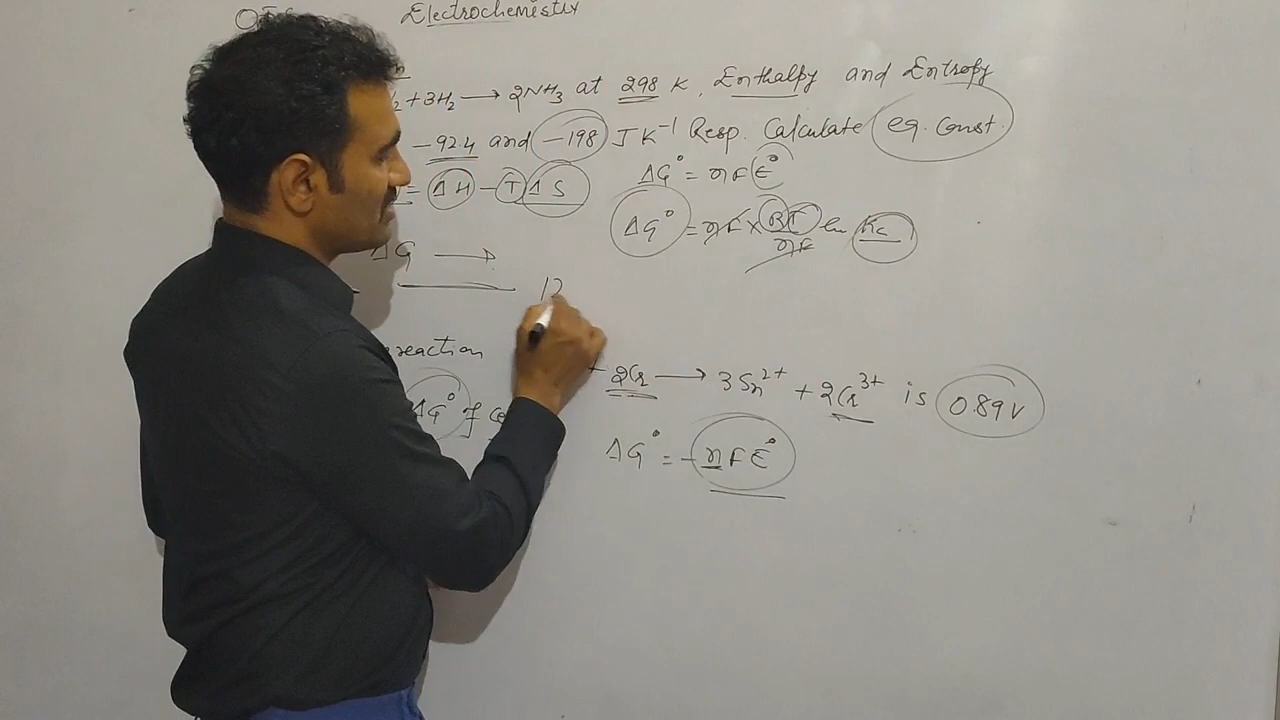 Electrochemistry
+ 3H₂ → 2NH₃ at 298 K, Enthalpy and Entropy
-92.4 and -198 J K⁻¹ Resp. Calculate eq. Const.
= ΔH - TΔS
ΔG° = nFE°
ΔG° = nF × RT/nF ln Kc
ΔG →
12
reaction
+ 2Cr → 3Sn²⁺ + 2Cr³⁺ is 0.89V
ΔG° of
ΔG° = -nFE°